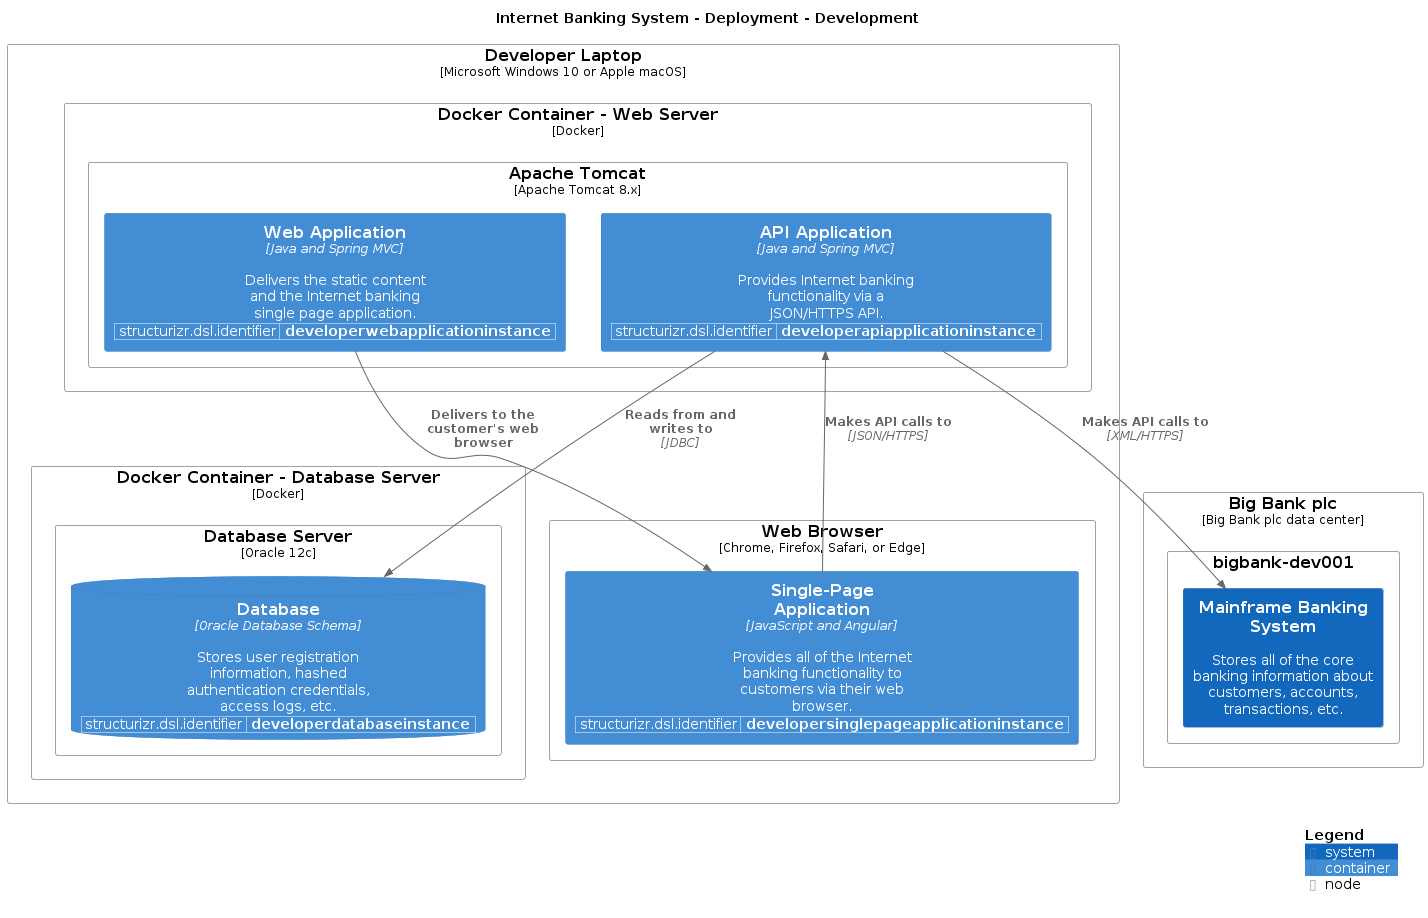 Internet Banking System - Deployment - Development
Developer Laptop
[Microsoft Windows 10 or Apple macOS]
Docker Container - Web Server
[Docker]
Apache Tomcat
[Apache Tomcat 8.x]
Web Application
[Java and Spring MVC]
Delivers the static content
and the Internet banking
single page application.
structurizr.dsl.identifier developerwebapplicationinstance
API Application
[Java and Spring MVC]
Provides Internet banking
functionality via a
JSON/HTTPS API.
structurizr.dsl.identifier developerapiapplicationinstance
Delivers to the
customer's web
browser
Reads from and
writes to
[JDBC]
Makes API calls to
[JSON/HTTPS]
Makes API calls to
[XML/HTTPS]
Docker Container - Database Server
[Docker]
Database Server
[Oracle 12c]
Database
[Oracle Database Schema]
Stores user registration
information, hashed
authentication credentials,
access logs, etc.
structurizr.dsl.identifier developerdatabaseinstance
Web Browser
[Chrome, Firefox, Safari, or Edge]
Single-Page
Application
[JavaScript and Angular]
Provides all of the Internet
banking functionality to
customers via their web
browser.
structurizr.dsl.identifier developersinglepageapplicationinstance
Big Bank plc
[Big Bank plc data center]
bigbank-dev001
Mainframe Banking
System
Stores all of the core
banking information about
customers, accounts,
transactions, etc.
Legend
system
container
node